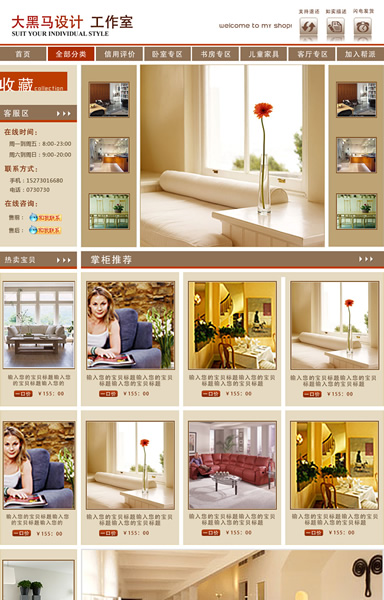 大黑马设计 工作室
SUIT YOUR INDIVIDUAL STYLE
welcome to my shop!
支持退还 如实描述 闪电发货
首页 全部分类 信用评价 卧室专区 书房专区 儿童家具 客厅专区 加入帮派
收藏
collection
客服区
在线时间：
周一到周五：8:00-23:00
周六到周日：9:00-20:00
联系方式：
手机：15273016680
电话：0730730
在线咨询：
售前： 和我联系
售后： 和我联系
热卖宝贝
掌柜推荐
输入您的宝贝标题输入您的宝贝标题输入您的
一口价 ￥155：00
输入您的宝贝标题输入您的宝贝标题输入您的宝贝标题
一口价 ￥155：00
输入您的宝贝标题输入您的宝贝标题输入您的宝贝标题
一口价 ￥155：00
输入您的宝贝标题输入您的宝贝标题输入您的宝贝标题
一口价 ￥155：00
输入您的宝贝标题输入您的宝贝标题输入您的
一口价 ￥155：00
输入您的宝贝标题输入您的宝贝标题输入您的宝贝标题
一口价 ￥155：00
输入您的宝贝标题输入您的宝贝标题输入您的宝贝标题
一口价 ￥155：00
输入您的宝贝标题输入您的宝贝标题输入您的宝贝标题
一口价 ￥155：00